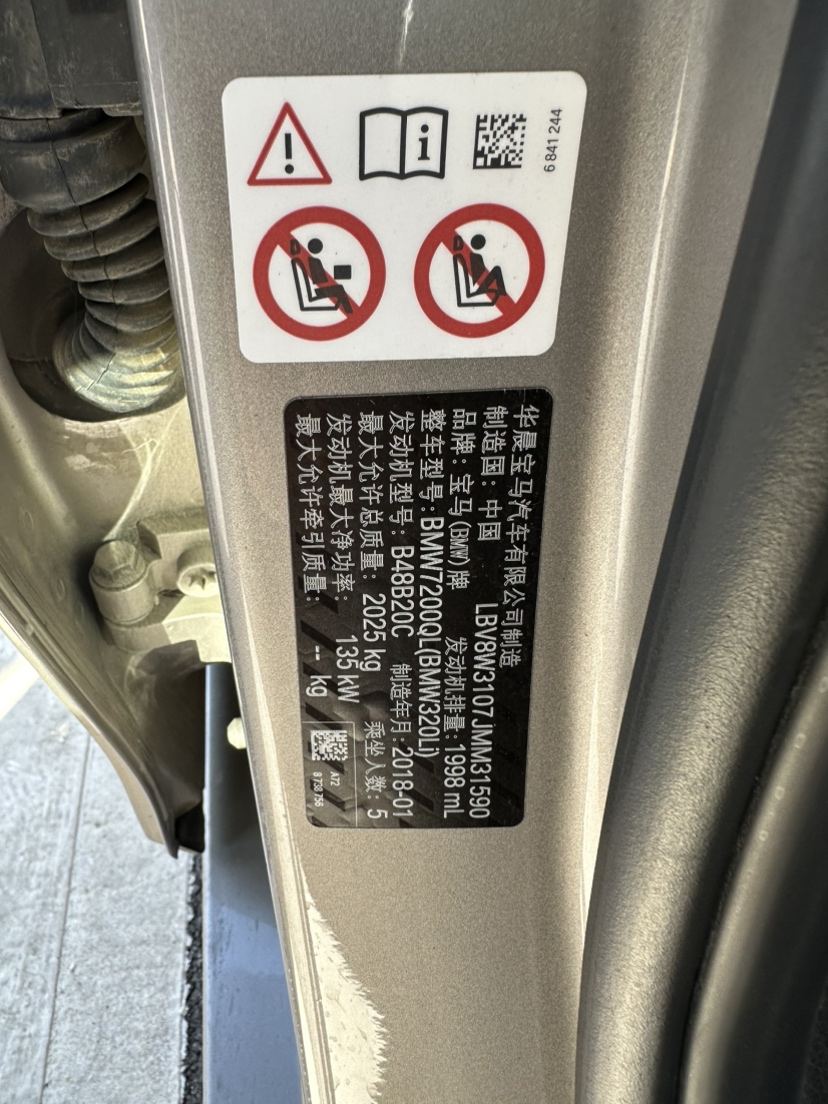 6 841 244
华晨宝马汽车有限公司制造
制造国：中国 LBV8W3107JMM31590
品牌：宝马(BMW)牌 发动机排量：1998 mL
整车型号：BMW7200QL(BMW320Li)
发动机型号：B48B20C 制造年月：2018-01
最大允许总质量：2025 kg 乘坐人数：5
发动机最大净功率：135 kW
最大允许牵引质量：-- kg
A72
8 738 756